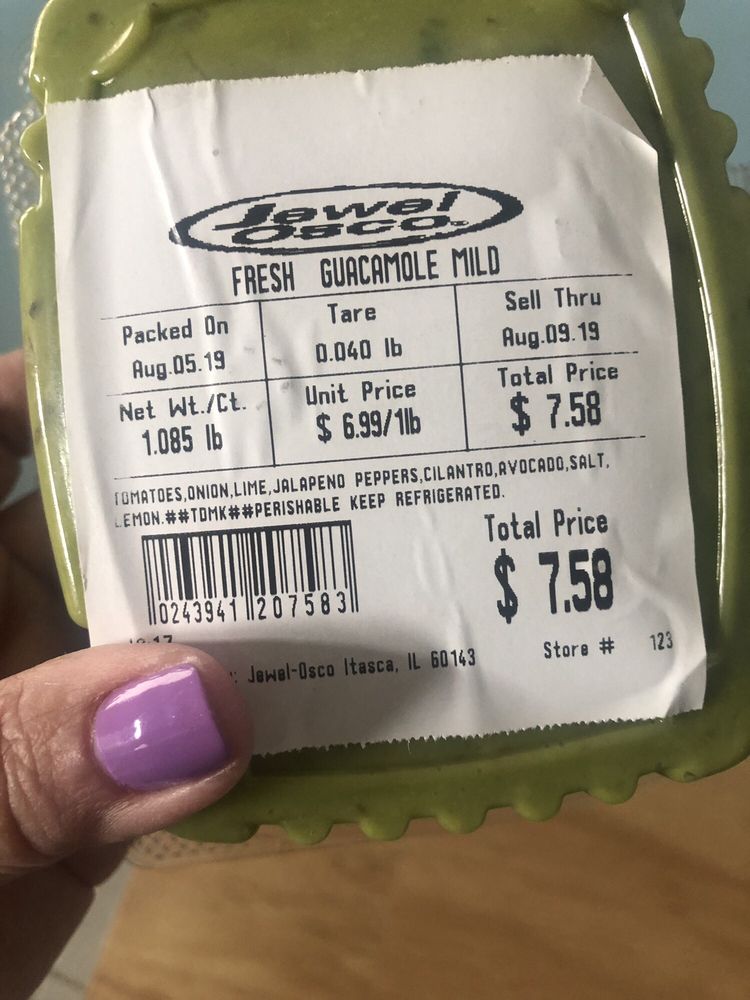 Jewel
OSCO
FRESH GUACAMOLE MILD
Packed On
Aug.05.19
Tare
0.040 lb
Sell Thru
Aug.09.19
Net Wt./Ct.
1.085 lb
Unit Price
$ 6.99/1lb
Total Price
$ 7.58
TOMATOES,ONION,LIME,JALAPENO PEPPERS,CILANTRO,AVOCADO,SALT,
LEMON.##TDMK##PERISHABLE KEEP REFRIGERATED.
Total Price
$ 7.58
0243941 207583
: Jewel-Osco Itasca, IL 60143
Store # 123